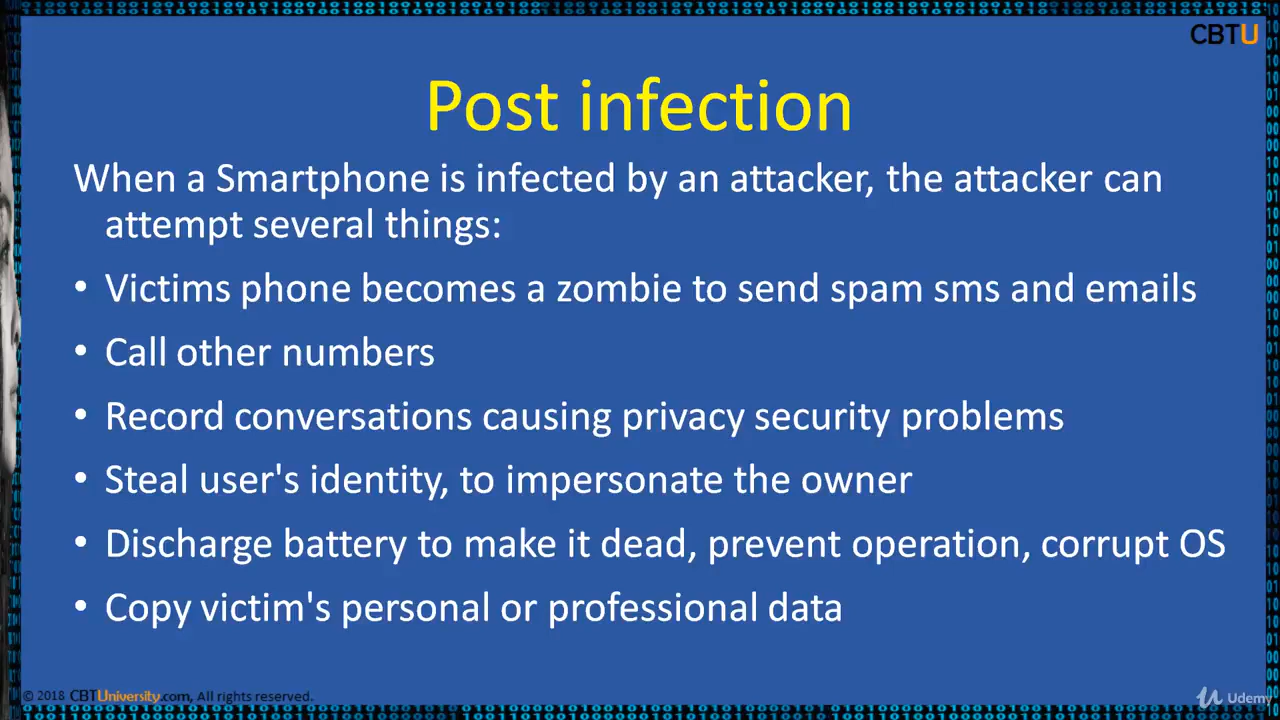 CBTU
Post infection
When a Smartphone is infected by an attacker, the attacker can
attempt several things:
• Victims phone becomes a zombie to send spam sms and emails
• Call other numbers
• Record conversations causing privacy security problems
• Steal user's identity, to impersonate the owner
• Discharge battery to make it dead, prevent operation, corrupt OS
• Copy victim's personal or professional data
© 2018 CBTUniversity.com, All rights reserved.
Udemy